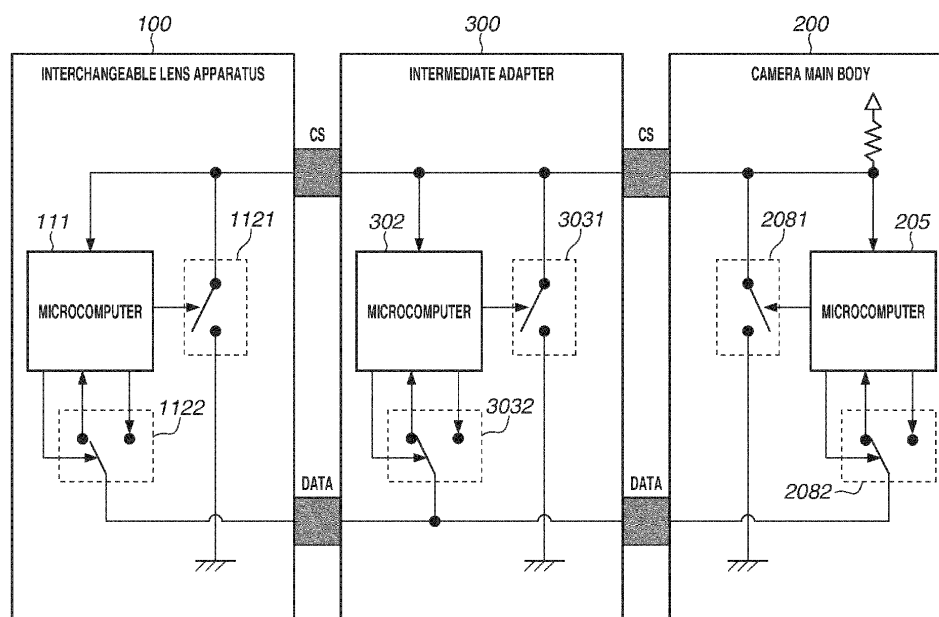 100
300
200
INTERCHANGEABLE LENS APPARATUS
INTERMEDIATE ADAPTER
CAMERA MAIN BODY
CS
CS
111
1121
302
3031
2081
205
MICROCOMPUTER
MICROCOMPUTER
MICROCOMPUTER
1122
3032
2082
DATA
DATA